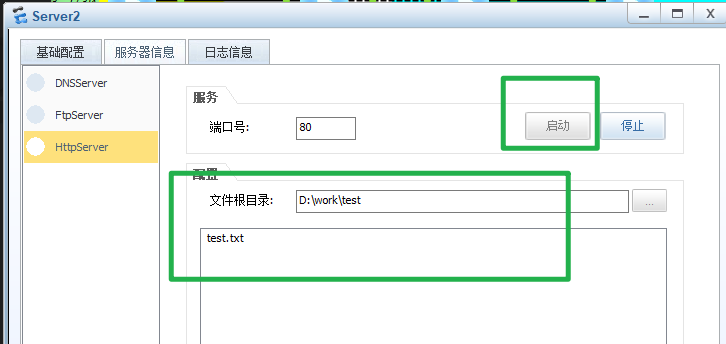 Server2
基础配置 服务器信息 日志信息
DNSServer
FtpServer
HttpServer
服务
端口号: 80 启动 停止
配置
文件根目录: D:\work\test ...
test.txt